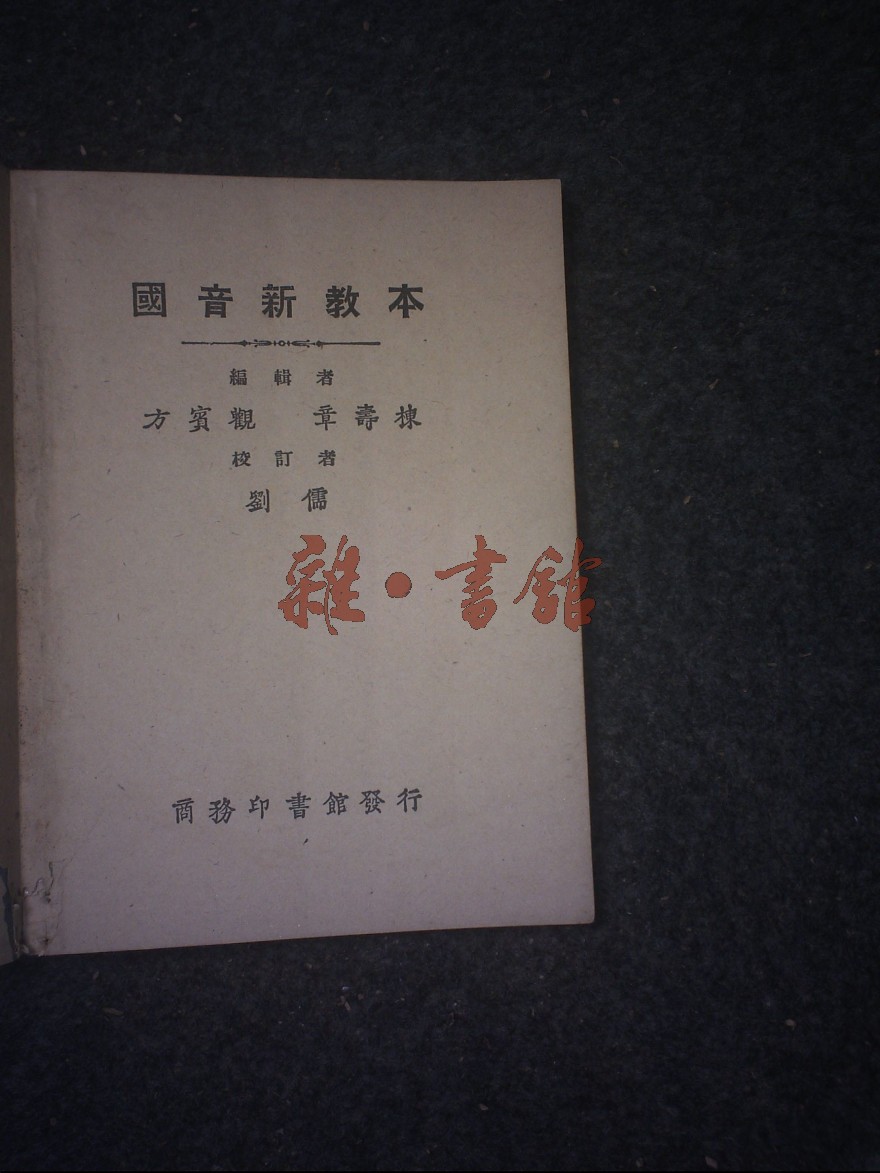 國音新教本
編輯者
方賓觀 章壽棟
校訂者
劉儒
雜·書館
商務印書館發行